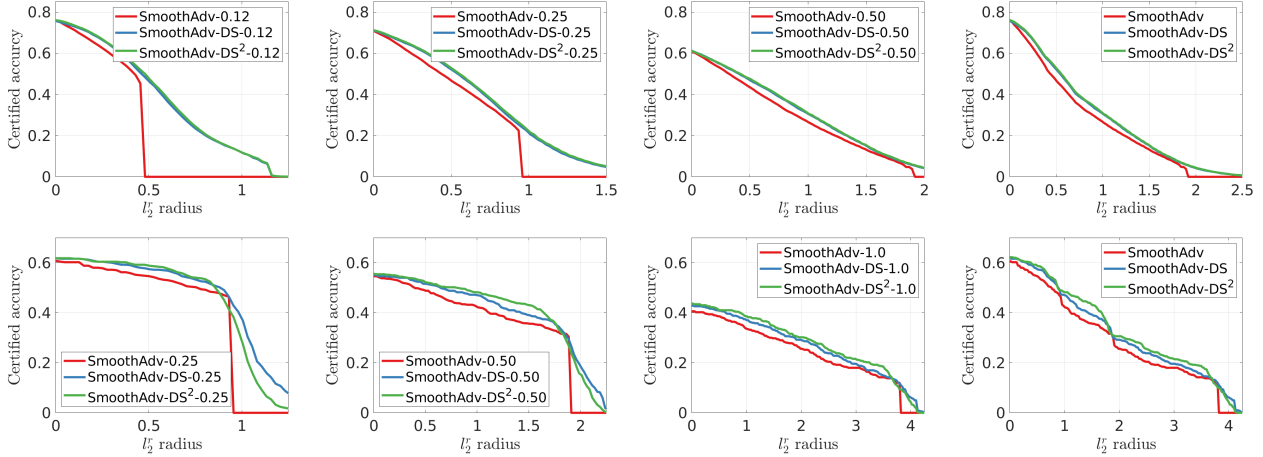 Certified accurcy
0.8
0.6
0.4
0.2
0
SmoothAdv-0.12
SmoothAdv-DS-0.12
SmoothAdv-DS²-0.12
0 0.5 1
l₂ʳ radius
Certified accurcy
0.8
0.6
0.4
0.2
0
SmoothAdv-0.25
SmoothAdv-DS-0.25
SmoothAdv-DS²-0.25
0 0.5 1 1.5
l₂ʳ radius
Certified accurcy
0.8
0.6
0.4
0.2
0
SmoothAdv-0.50
SmoothAdv-DS-0.50
SmoothAdv-DS²-0.50
0 0.5 1 1.5 2
l₂ʳ radius
Certified accurcy
0.8
0.6
0.4
0.2
0
SmoothAdv
SmoothAdv-DS
SmoothAdv-DS²
0 0.5 1 1.5 2 2.5
l₂ʳ radius
Certified accurcy
0.6
0.4
0.2
0
SmoothAdv-0.25
SmoothAdv-DS-0.25
SmoothAdv-DS²-0.25
0 0.5 1
l₂ʳ radius
Certified accurcy
0.6
0.4
0.2
0
SmoothAdv-0.50
SmoothAdv-DS-0.50
SmoothAdv-DS²-0.50
0 0.5 1 1.5 2
l₂ʳ radius
Certified accurcy
0.6
0.4
0.2
0
SmoothAdv-1.0
SmoothAdv-DS-1.0
SmoothAdv-DS²-1.0
0 1 2 3 4
l₂ʳ radius
Certified accurcy
0.6
0.4
0.2
0
SmoothAdv
SmoothAdv-DS
SmoothAdv-DS²
0 1 2 3 4
l₂ʳ radius